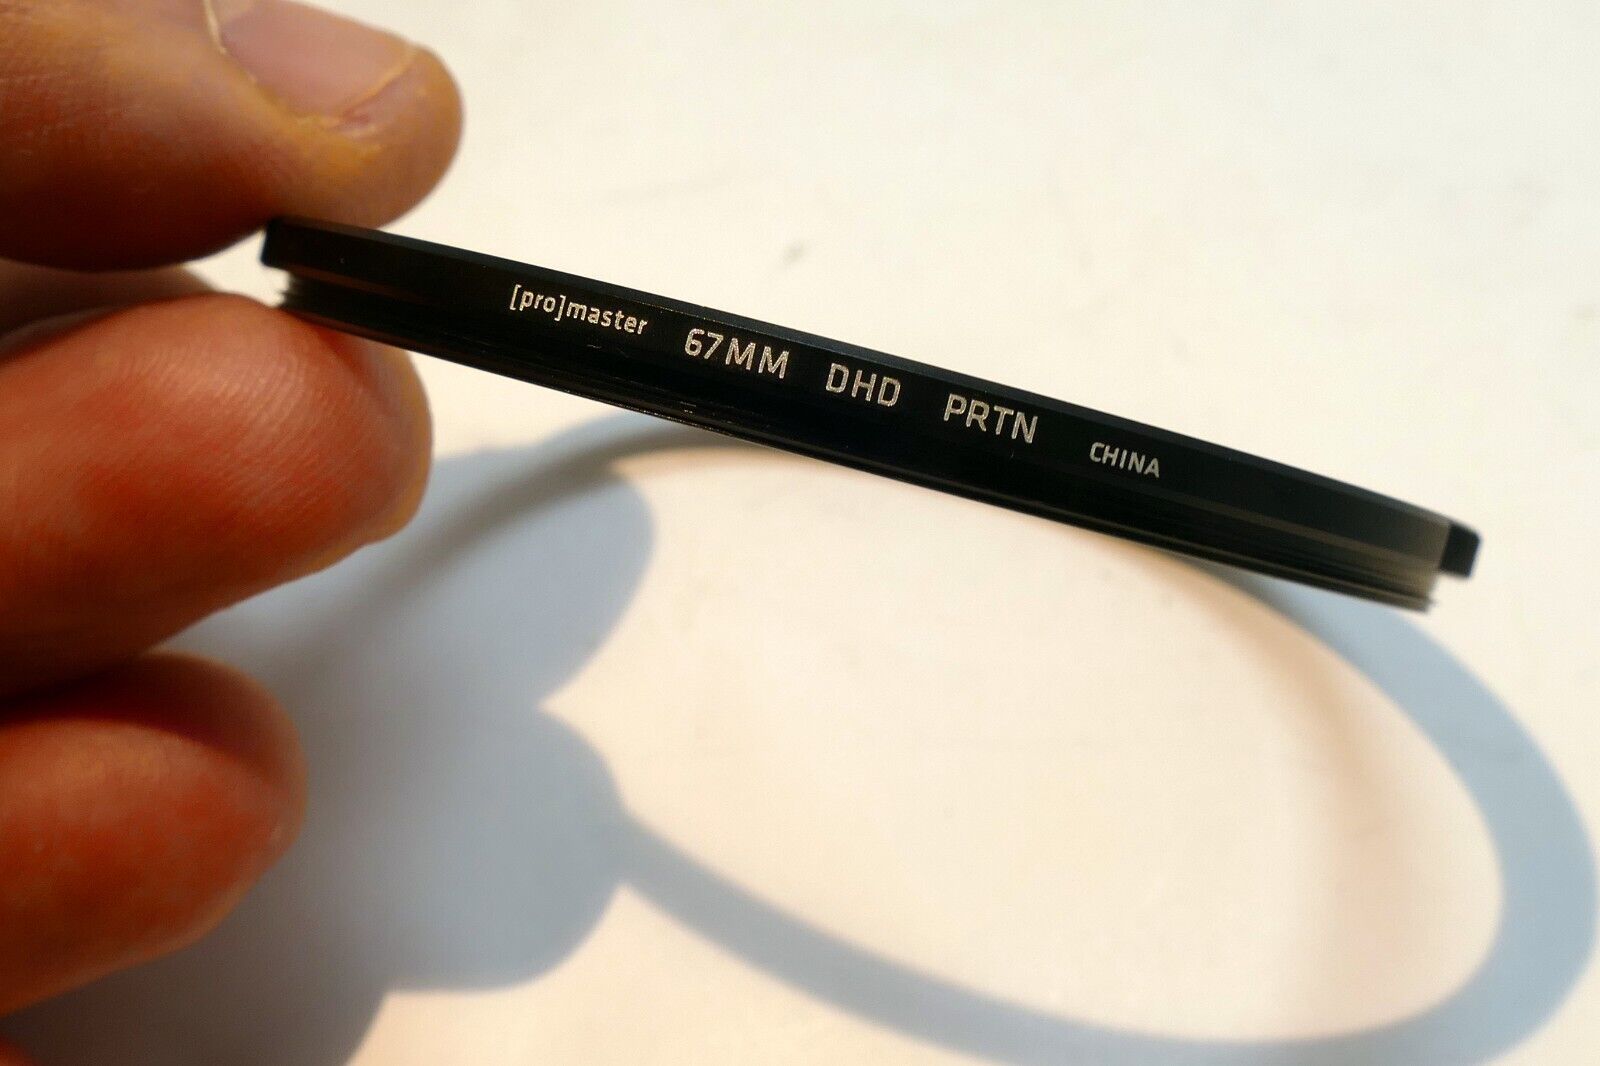 [pro]master 67MM DHD PRTN CHINA